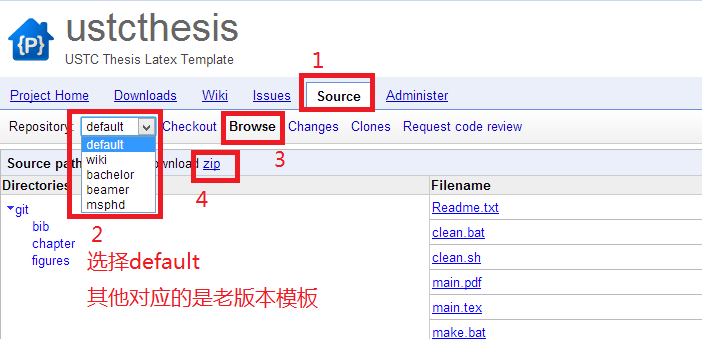 {P}
ustcthesis
USTC Thesis Latex Template
1
Project Home Downloads Wiki Issues Source Administer
Repository: default Checkout Browse Changes Clones Request code review
default
wiki
bachelor
beamer
msphd
3
Source path zip
4
Directories Filename
git
bib
chapter
figures
Readme.txt
clean.bat
clean.sh
main.pdf
main.tex
make.bat
2
选择default
其他对应的是老版本模板